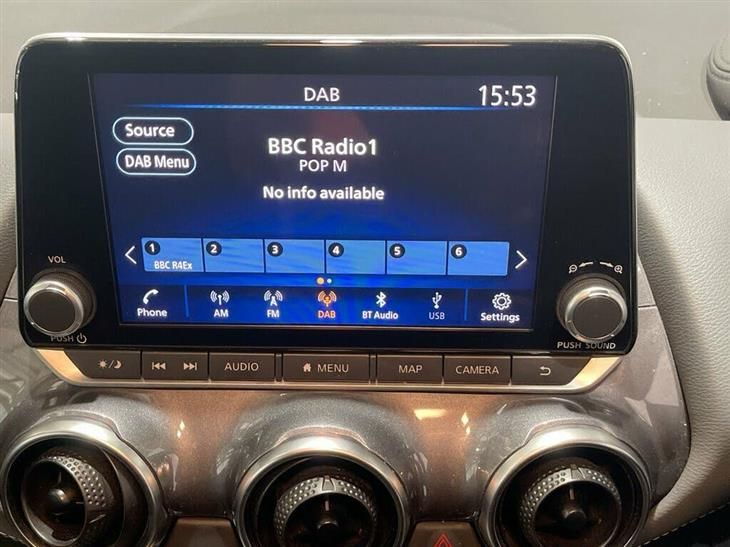 DAB 15:53
Source
BBC Radio1
DAB Menu
POP M
No info available
1 2 3 4 5 6
BBC R4Ex
VOL
Phone AM FM DAB BT Audio USB Settings
PUSH
PUSH SOUND
AUDIO MENU MAP CAMERA